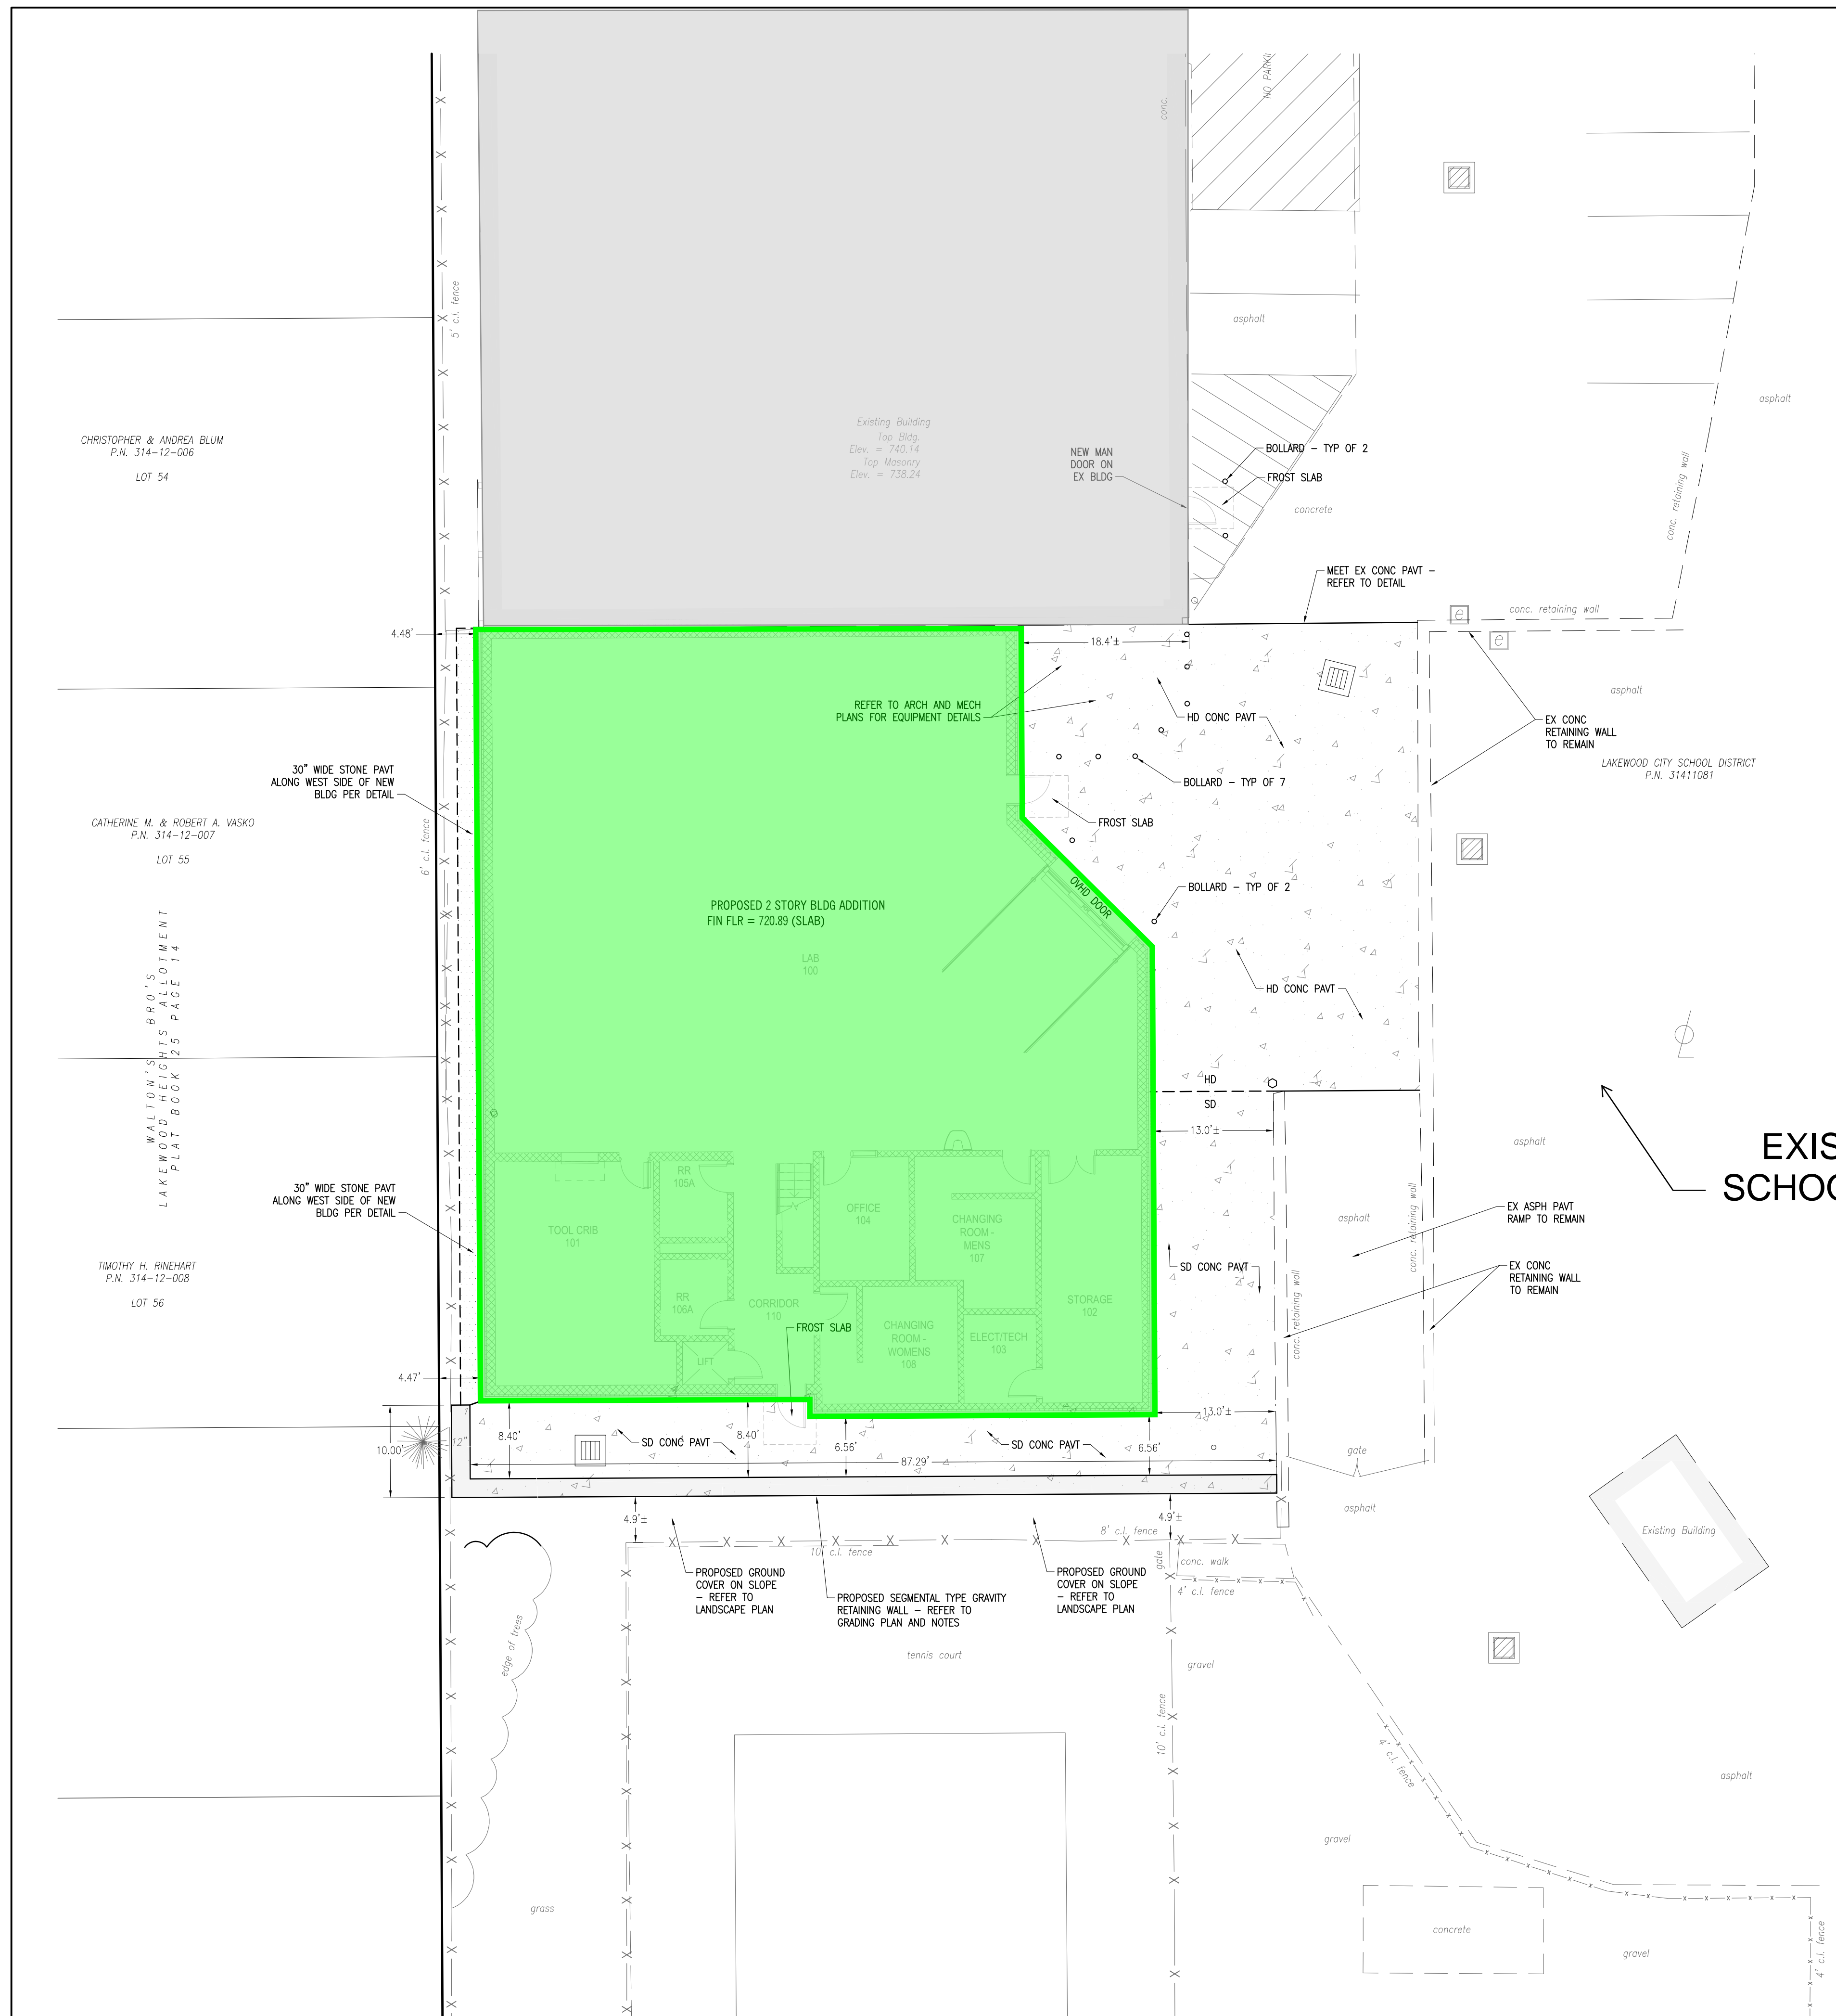 NO PARKI
conc.
5' c.l. fence
asphalt
asphalt
CHRISTOPHER & ANDREA BLUM
P.N. 314-12-006
LOT 54
Existing Building
Top Bldg.
Elev. = 740.14
Top Masonry
Elev. = 738.24
NEW MAN
DOOR ON
EX BLDG
BOLLARD - TYP OF 2
FROST SLAB
concrete
conc. retaining wall
MEET EX CONC PAVT -
REFER TO DETAIL
e
conc. retaining wall
e
4.48'
18.4'±
asphalt
REFER TO ARCH AND MECH
PLANS FOR EQUIPMENT DETAILS
HD CONC PAVT
EX CONC
RETAINING WALL
TO REMAIN
LAKEWOOD CITY SCHOOL DISTRICT
P.N. 31411081
30" WIDE STONE PAVT
ALONG WEST SIDE OF NEW
BLDG PER DETAIL
BOLLARD - TYP OF 7
FROST SLAB
CATHERINE M. & ROBERT A. VASKO
P.N. 314-12-007
LOT 55
6' c.l. fence
OVHD DOOR
BOLLARD - TYP OF 2
PROPOSED 2 STORY BLDG ADDITION
FIN FLR = 720.89 (SLAB)
LAB
100
HD CONC PAVT
WALTON'S BRO'S
LAKEWOOD HEIGHTS ALLOTMENT
PLAT BOOK 25 PAGE 14
HD
SD
13.0'±
asphalt
EXIS
SCHOO
30" WIDE STONE PAVT
ALONG WEST SIDE OF NEW
BLDG PER DETAIL
RR
105A
TOOL CRIB
101
OFFICE
104
CHANGING
ROOM -
MENS
107
asphalt
conc. retaining wall
EX ASPH PAVT
RAMP TO REMAIN
TIMOTHY H. RINEHART
P.N. 314-12-008
LOT 56
SD CONC PAVT
conc. retaining wall
EX CONC
RETAINING WALL
TO REMAIN
RR
106A
CORRIDOR
110
FROST SLAB
CHANGING
ROOM -
WOMENS
108
ELECT/TECH
103
STORAGE
102
LIFT
4.47'
13.0'±
10.00'
12"
8.40'
SD CONC PAVT
8.40'
6.56'
SD CONC PAVT
6.56'
87.29'
gate
asphalt
4.9'±
4.9'±
8' c.l. fence
10' c.l. fence
gate
conc. walk
4' c.l. fence
Existing Building
PROPOSED GROUND
COVER ON SLOPE
- REFER TO
LANDSCAPE PLAN
PROPOSED SEGMENTAL TYPE GRAVITY
RETAINING WALL - REFER TO
GRADING PLAN AND NOTES
PROPOSED GROUND
COVER ON SLOPE
- REFER TO
LANDSCAPE PLAN
edge of trees
tennis court
gravel
10' c.l. fence
4' c.l. fence
asphalt
gravel
grass
concrete
gravel
4' c.l. fence